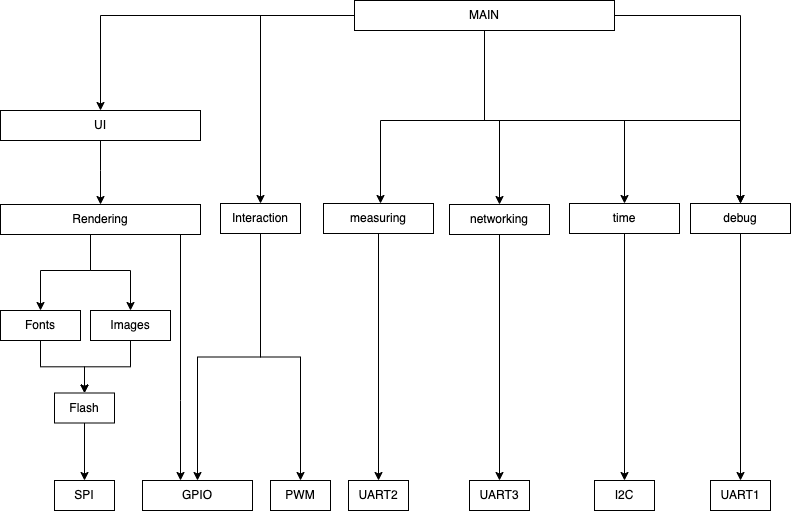 MAIN
UI
Rendering
Interaction
measuring
networking
time
debug
Fonts
Images
Flash
SPI
GPIO
PWM
UART2
UART3
I2C
UART1